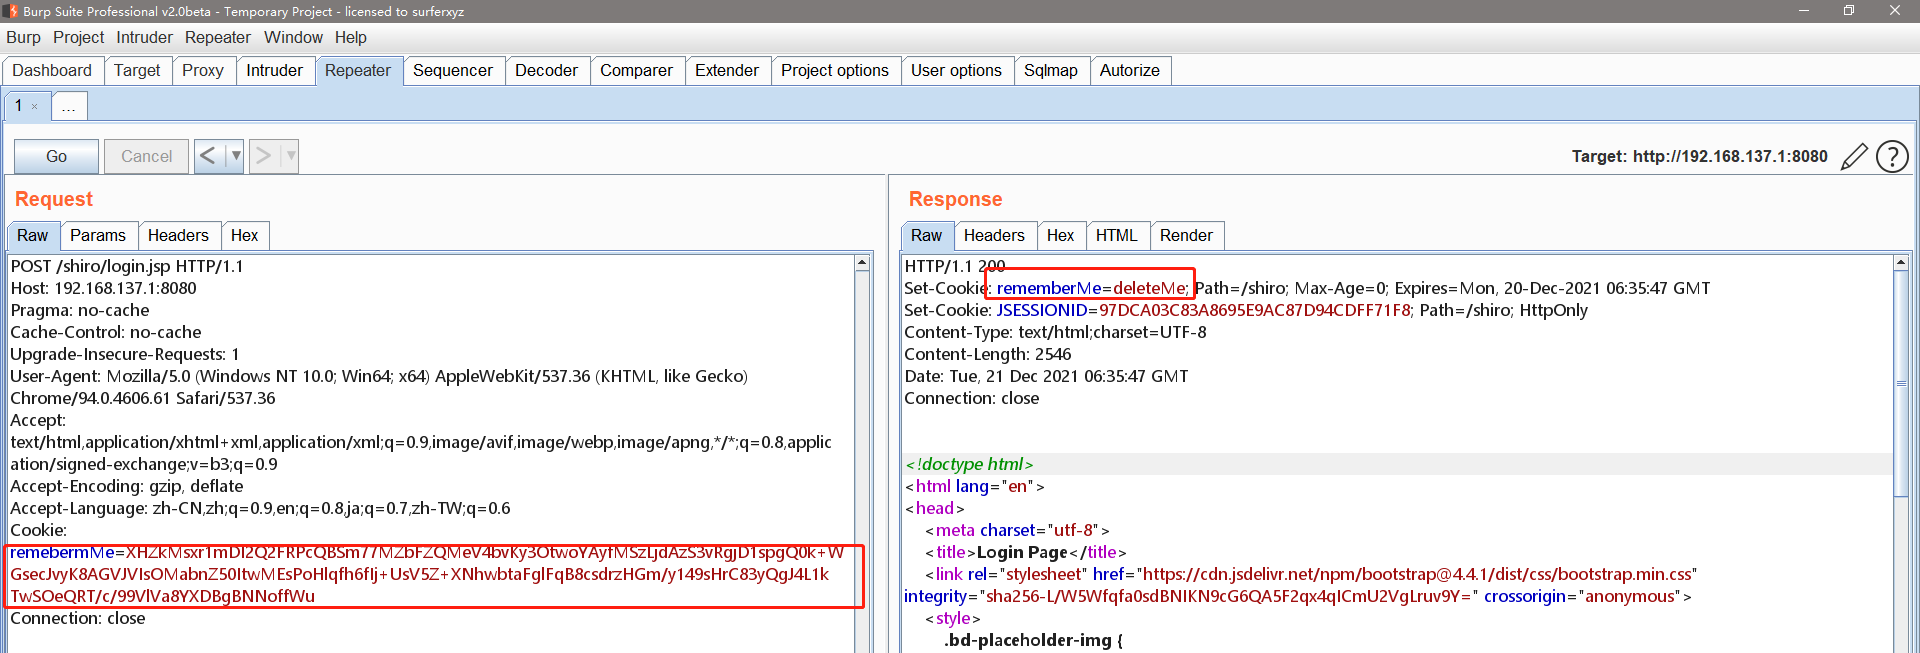 Burp Suite Professional v2.0beta - Temporary Project - licensed to surferxyz
Burp Project Intruder Repeater Window Help
Dashboard Target Proxy Intruder Repeater Sequencer Decoder Comparer Extender Project options User options Sqlmap Autorize
1 × ...
Go Cancel < ▼ > ▼ Target: http://192.168.137.1:8080 ?
Request
Raw Params Headers Hex
POST /shiro/login.jsp HTTP/1.1
Host: 192.168.137.1:8080
Pragma: no-cache
Cache-Control: no-cache
Upgrade-Insecure-Requests: 1
User-Agent: Mozilla/5.0 (Windows NT 10.0; Win64; x64) AppleWebKit/537.36 (KHTML, like Gecko)
Chrome/94.0.4606.61 Safari/537.36
Accept:
text/html,application/xhtml+xml,application/xml;q=0.9,image/avif,image/webp,image/apng,*/*;q=0.8,applic
ation/signed-exchange;v=b3;q=0.9
Accept-Encoding: gzip, deflate
Accept-Language: zh-CN,zh;q=0.9,en;q=0.8,ja;q=0.7,zh-TW;q=0.6
Cookie:
remebermMe=XHZkMsxr1mDI2Q2FRPcQBSm77MZbFZQMeV4bvKy3OtwoYAyfMSzLjdAzS3vRgjD1spgQ0k+W
GsecJvyK8AGVJVIsOMabnZ50ItwMEsPoHlqfh6fIj+UsV5Z+XNhwbtaFglFqB8csdrzHGm/y149sHrC83yQgJ4L1k
TwSOeQRT/c/99VlVa8YXDBgBNNoffWu
Connection: close
Response
Raw Headers Hex HTML Render
HTTP/1.1 200
Set-Cookie: rememberMe=deleteMe; Path=/shiro; Max-Age=0; Expires=Mon, 20-Dec-2021 06:35:47 GMT
Set-Cookie: JSESSIONID=97DCA03C83A8695E9AC87D94CDFF71F8; Path=/shiro; HttpOnly
Content-Type: text/html;charset=UTF-8
Content-Length: 2546
Date: Tue, 21 Dec 2021 06:35:47 GMT
Connection: close
<!doctype html>
<html lang="en">
<head>
<meta charset="utf-8">
<title>Login Page</title>
<link rel="stylesheet" href="https://cdn.jsdelivr.net/npm/bootstrap@4.4.1/dist/css/bootstrap.min.css"
integrity="sha256-L/W5Wfqfa0sdBNIKN9cG6QA5F2qx4qICmU2VgLruv9Y=" crossorigin="anonymous">
<style>
.bd-placeholder-img {